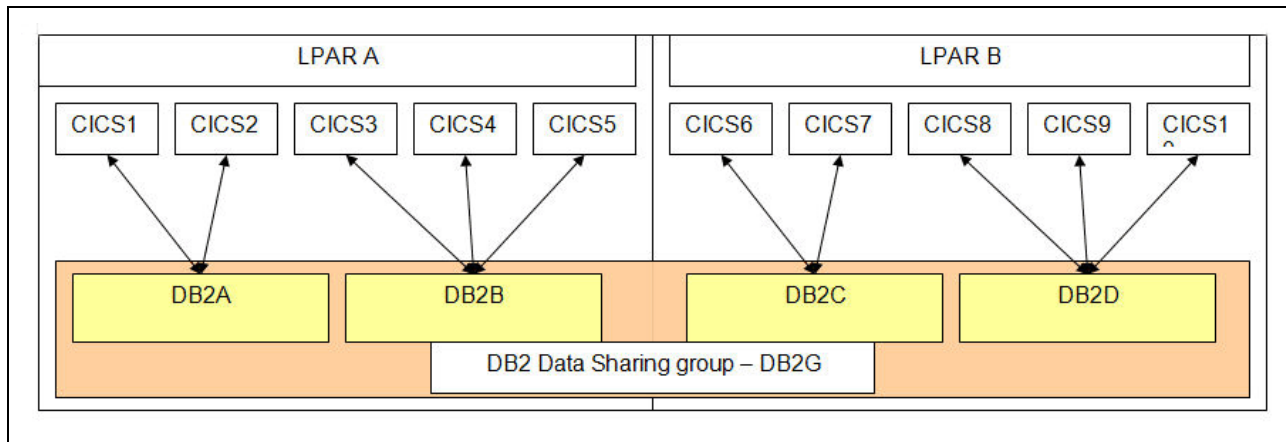 LPAR A
LPAR B
CICS1
CICS2
CICS3
CICS4
CICS5
CICS6
CICS7
CICS8
CICS9
CICS1
DB2A
DB2B
DB2C
DB2D
DB2 Data Sharing group – DB2G